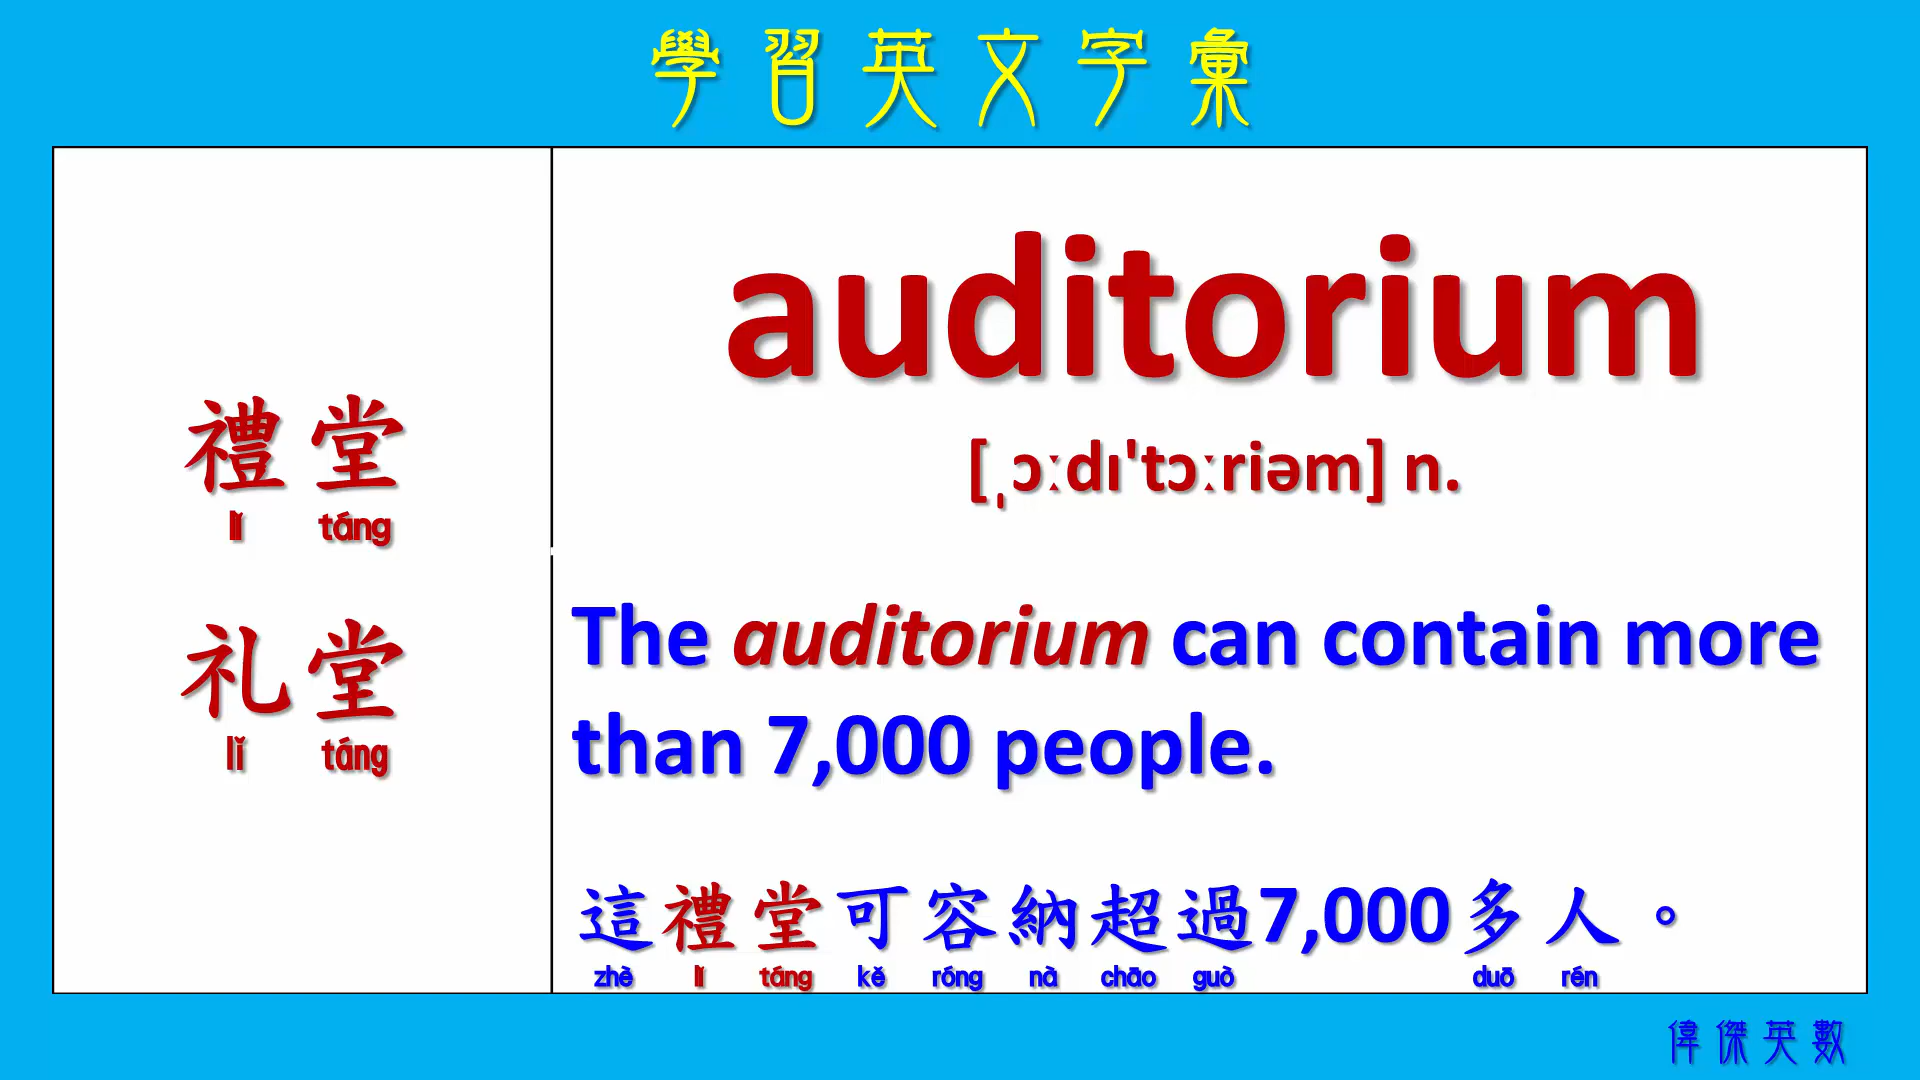 學習英文字彙
禮堂
lǐ táng
礼堂
lǐ táng
auditorium
[ˌɔːdɪ'tɔːriəm] n.
The auditorium can contain more
than 7,000 people.
這禮堂可容納超過7,000多人。
zhè lǐ táng kě róng nà chāo guò duō rén
偉傑英數